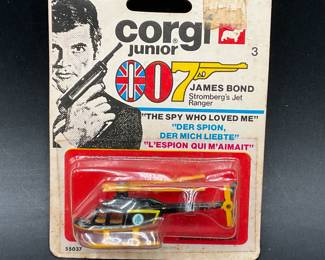 corgi
junior
3
007
JAMES BOND
Stromberg's Jet
Ranger
"THE SPY WHO LOVED ME"
"DER SPION,
DER MICH LIEBTE"
"L'ESPION QUI M'AIMAIT"
55037